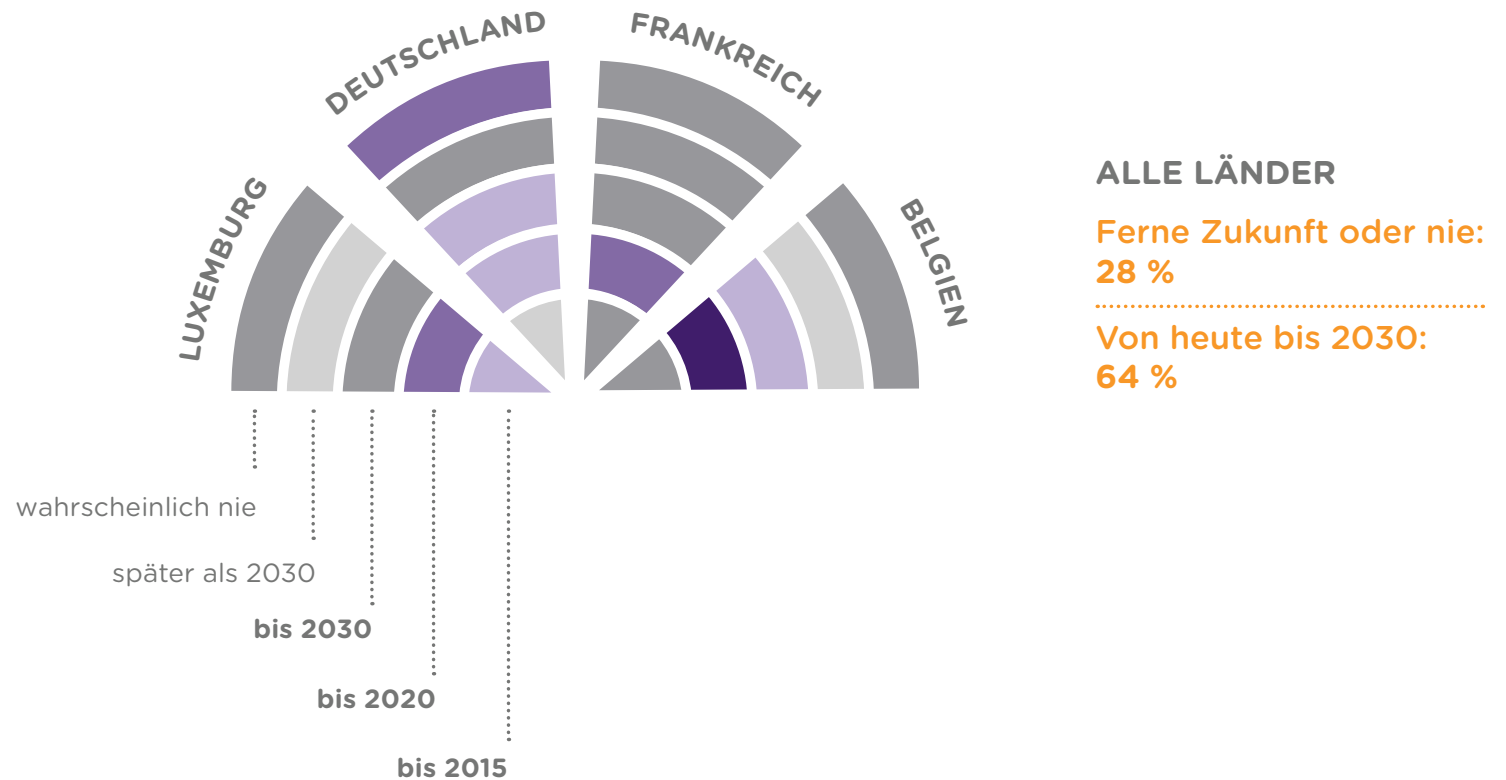 DEUTSCHLAND
FRANKREICH
LUXEMBURG
BELGIEN
wahrscheinlich nie
später als 2030
bis 2030
bis 2020
bis 2015
ALLE LÄNDER
Ferne Zukunft oder nie:
28 %
Von heute bis 2030:
64 %